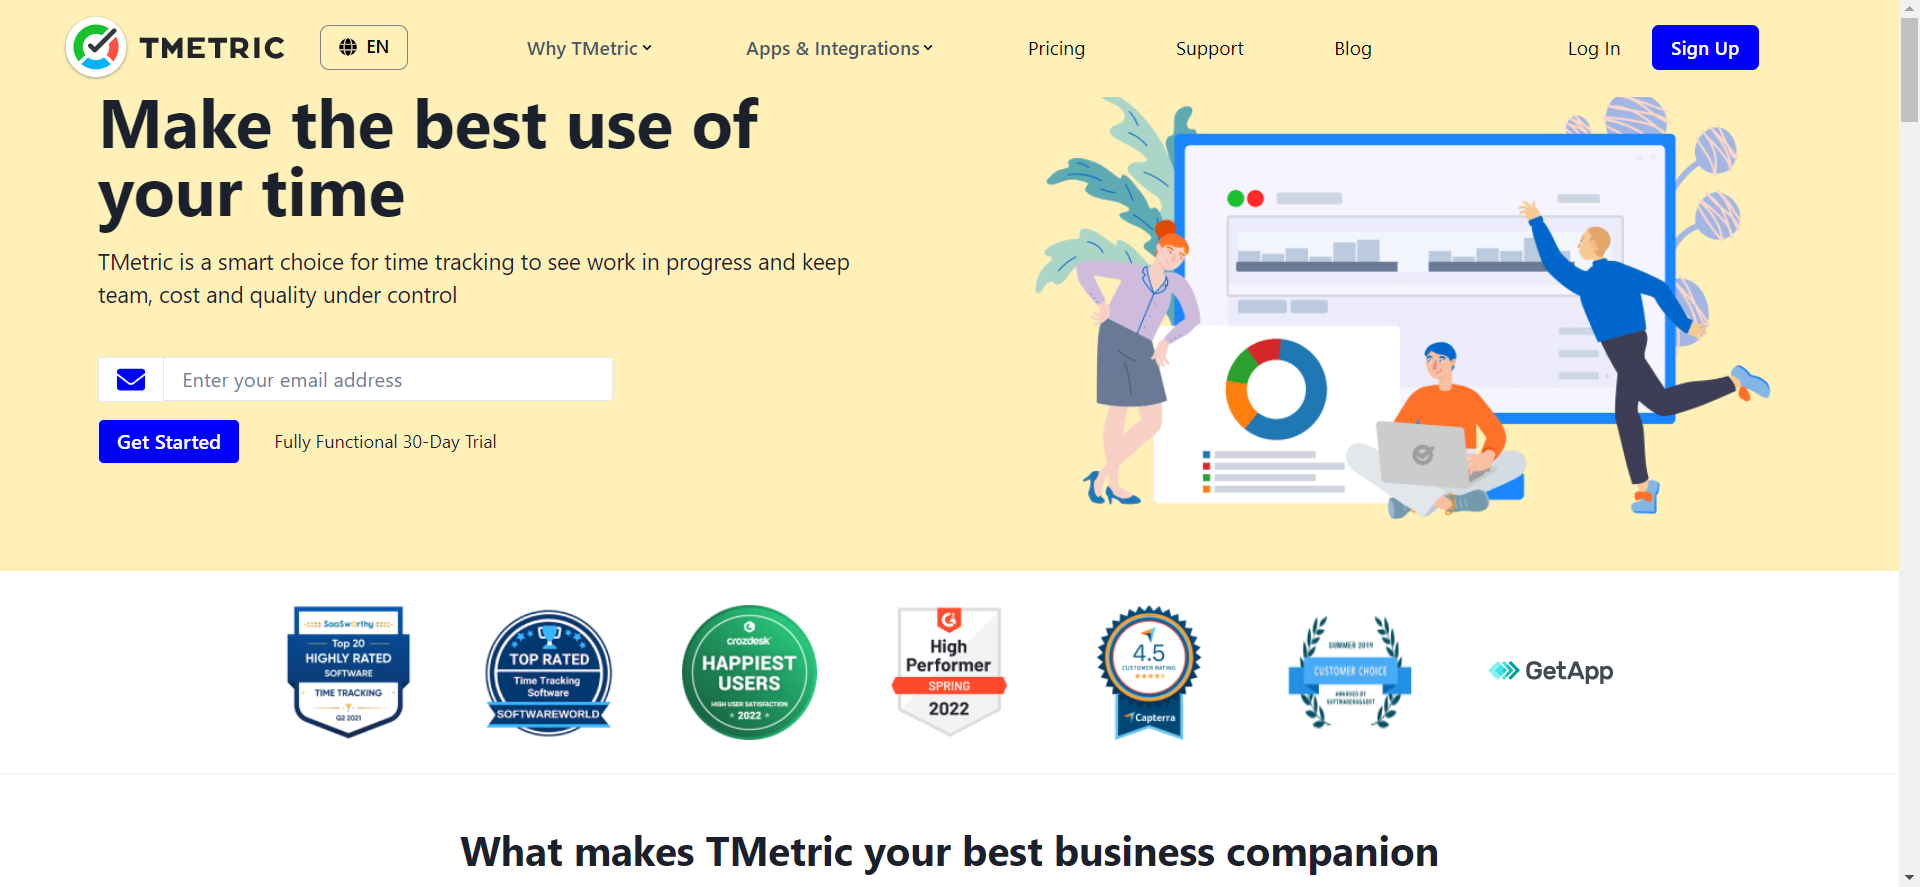 TMETRIC
EN
Why TMetric
Apps & Integrations
Pricing
Support
Blog
Log In
Sign Up
Make the best use of
your time
TMetric is a smart choice for time tracking to see work in progress and keep
team, cost and quality under control
Enter your email address
Get Started
Fully Functional 30-Day Trial
SaaSworthy
Top 20
HIGHLY RATED
SOFTWARE
TIME TRACKING
Q2 2021
TOP RATED
Time Tracking
Software
SOFTWAREWORLD
crozdesk
HAPPIEST
USERS
HIGH USER SATISFACTION
2022
High
Performer
SPRING
2022
4.5
CUSTOMER RATING
Capterra
SUMMER 2019
CUSTOMER CHOICE
AWARDED BY
SOFTWARESUGGEST
GetApp
What makes TMetric your best business companion